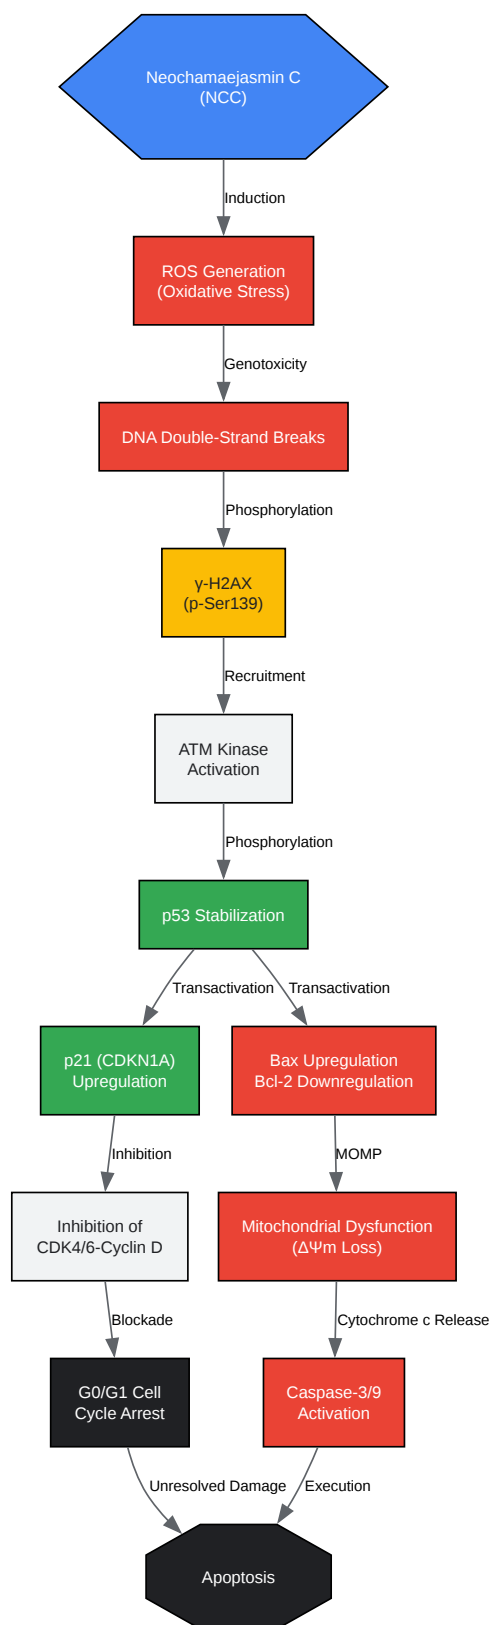 Neochamaejasmin C
(NCC)
Induction
ROS Generation
(Oxidative Stress)
Genotoxicity
DNA Double-Strand Breaks
Phosphorylation
γ-H2AX
(p-Ser139)
Recruitment
ATM Kinase
Activation
Phosphorylation
p53 Stabilization
Transactivation
Transactivation
p21 (CDKN1A)
Upregulation
Bax Upregulation
Bcl-2 Downregulation
Inhibition
MOMP
Inhibition of
CDK4/6-Cyclin D
Mitochondrial Dysfunction
(ΔΨm Loss)
Blockade
Cytochrome c Release
G0/G1 Cell
Cycle Arrest
Caspase-3/9
Activation
Unresolved Damage
Execution
Apoptosis